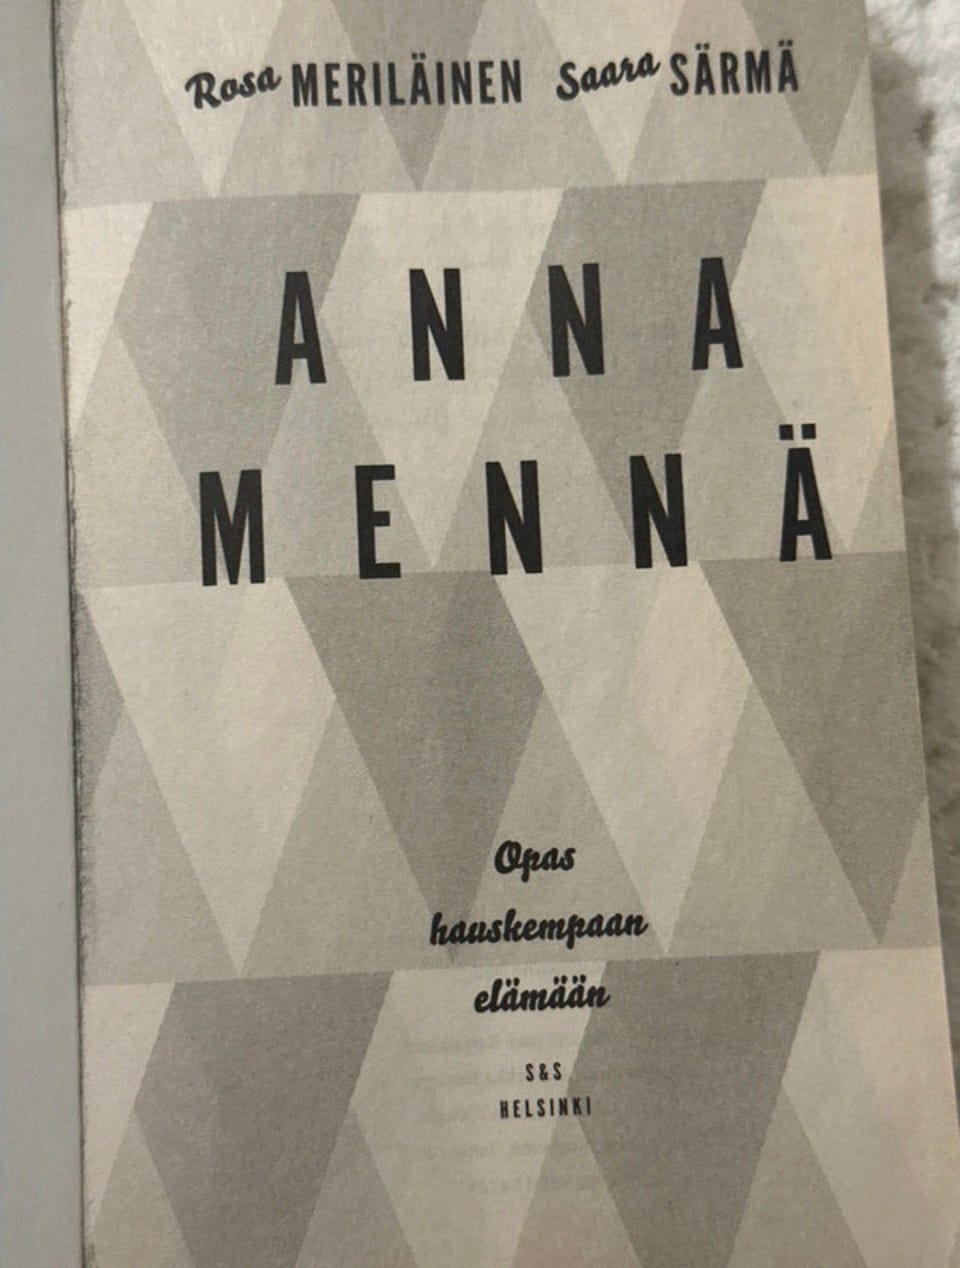 Rosa MERILÄINEN Saara SÄRMÄ
ANNA
MENNÄ
Opas
hauskempaan
elämään
S&S
HELSINKI